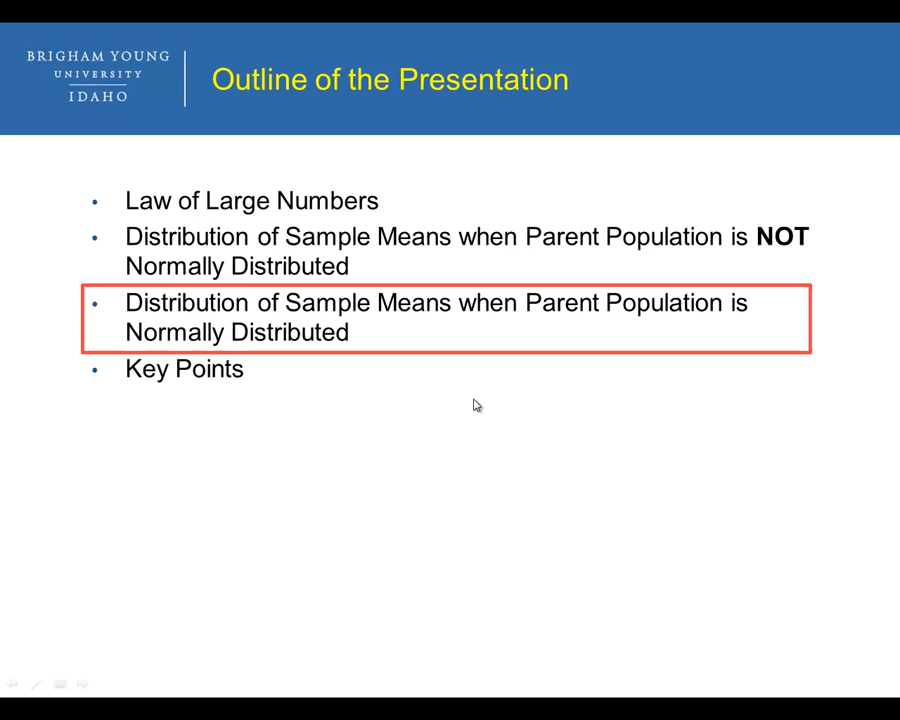 BRIGHAM YOUNG
UNIVERSITY
IDAHO
Outline of the Presentation
• Law of Large Numbers
• Distribution of Sample Means when Parent Population is NOT
Normally Distributed
• Distribution of Sample Means when Parent Population is
Normally Distributed
• Key Points